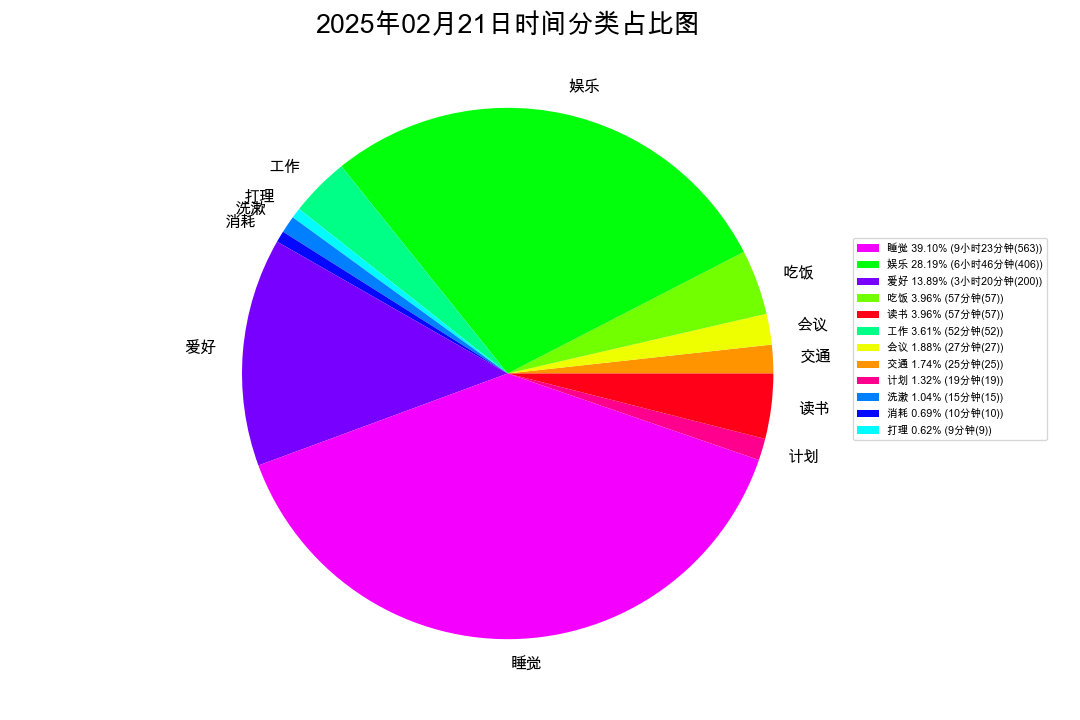 2025年02月21日时间分类占比图
娱乐
工作
打理
洗漱
消耗
吃饭
会议
爱好
交通
读书
计划
睡觉
睡觉 39.10% (9小时23分钟(563))
娱乐 28.19% (6小时46分钟(406))
爱好 13.89% (3小时20分钟(200))
吃饭 3.96% (57分钟(57))
读书 3.96% (57分钟(57))
工作 3.61% (52分钟(52))
会议 1.88% (27分钟(27))
交通 1.74% (25分钟(25))
计划 1.32% (19分钟(19))
洗漱 1.04% (15分钟(15))
消耗 0.69% (10分钟(10))
打理 0.62% (9分钟(9))